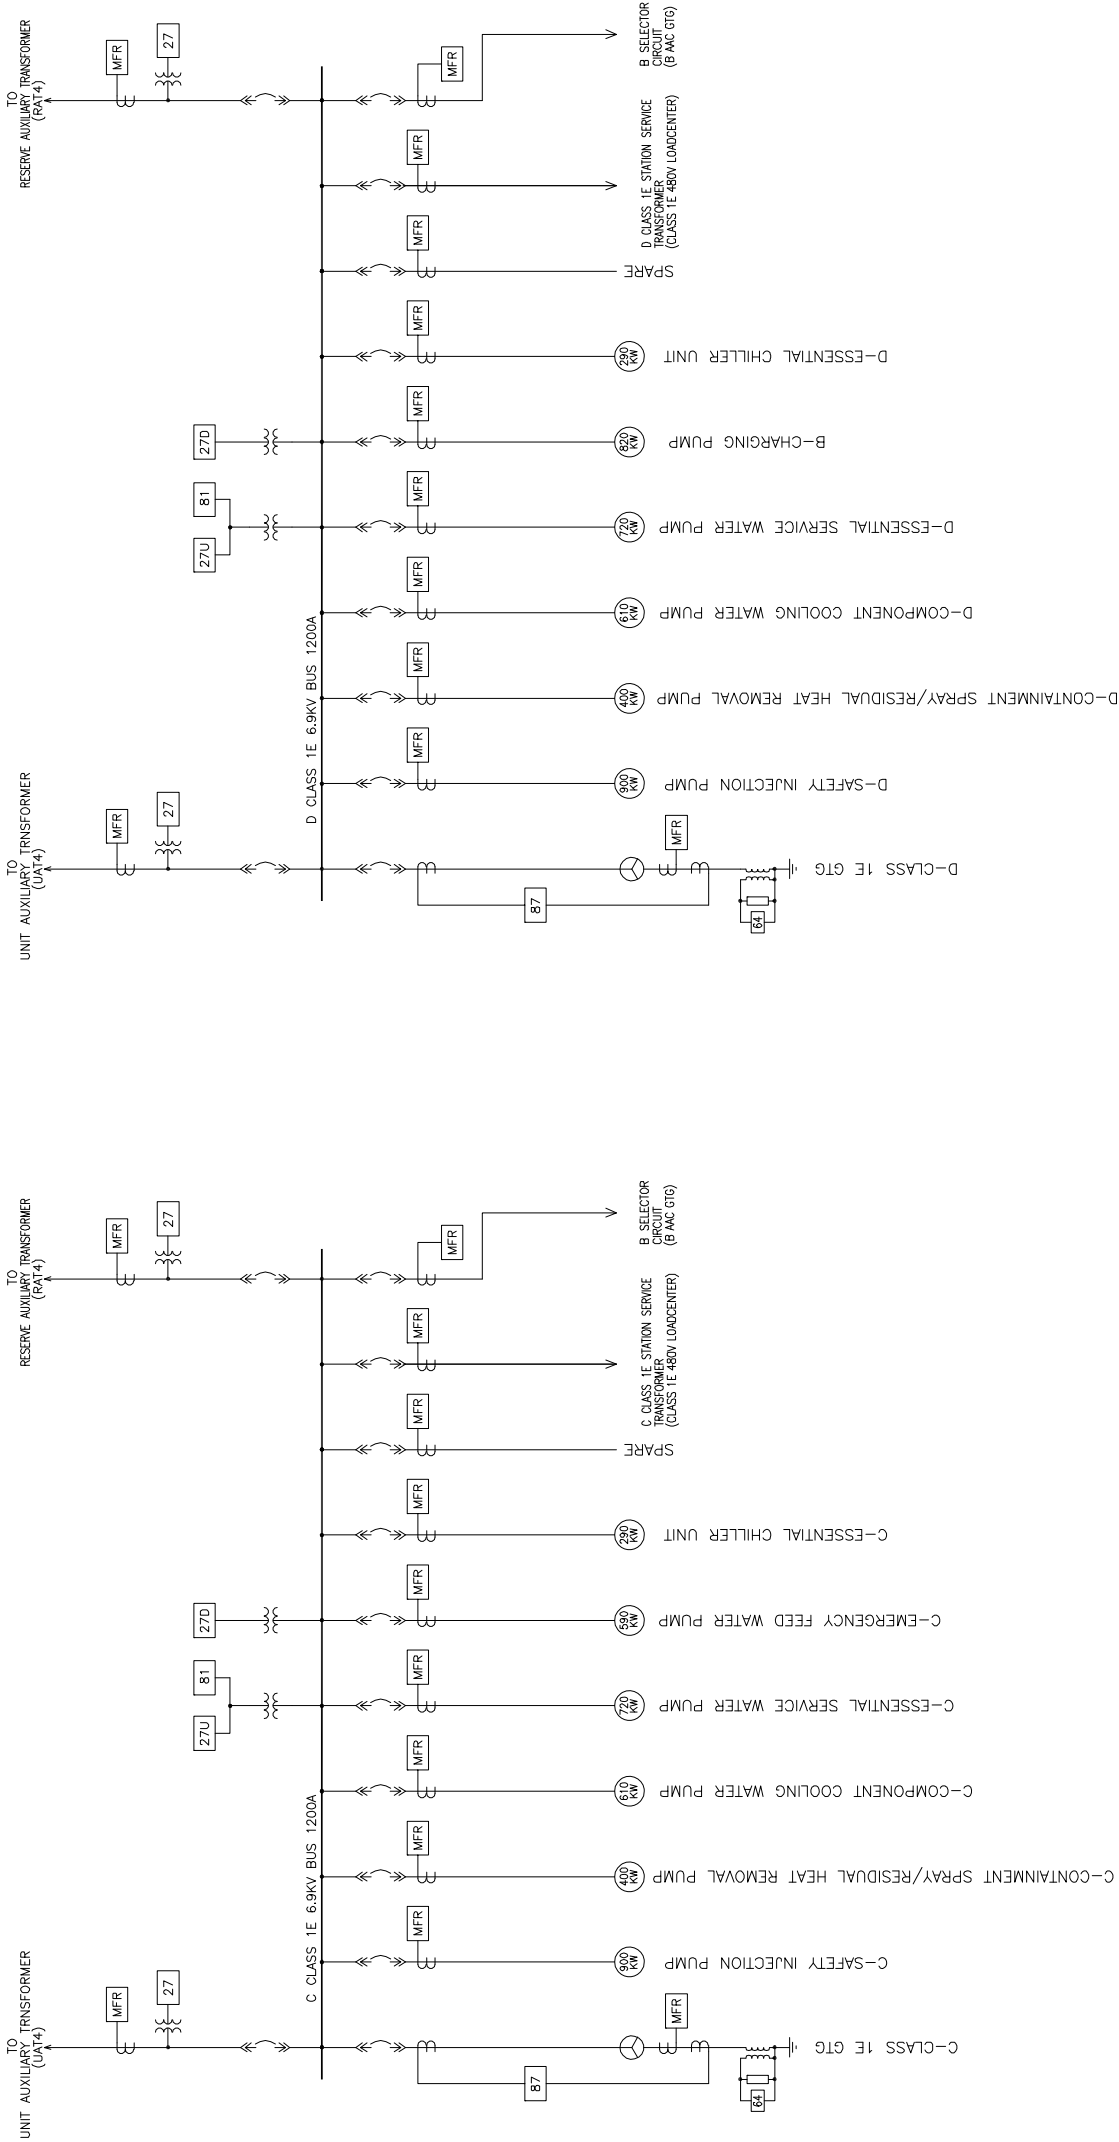 TO
UNIT AUXILIARY TRNSFORMER
(UAT4)
MFR
27
TO
RESERVE AUXILIARY TRANSFORMER
(RAT4)
MFR
27
27U
81
27D
C CLASS 1E 6.9KV BUS 1200A
MFR
MFR
MFR
MFR
MFR
MFR
MFR
MFR
MFR
87
MFR
64
C-CLASS 1E GTG
900
KW
C-SAFETY INJECTION PUMP
400
KW
C-CONTAINMENT SPRAY/RESIDUAL HEAT REMOVAL PUMP
610
KW
C-COMPONENT COOLING WATER PUMP
720
KW
C-ESSENTIAL SERVICE WATER PUMP
590
KW
C-EMERGENCY FEED WATER PUMP
290
KW
C-ESSENTIAL CHILLER UNIT
SPARE
C CLASS 1E STATION SERVICE
TRANSFORMER
(CLASS 1E 480V LOADCENTER)
B SELECTOR
CIRCUIT
(B AAC GTG)
TO
UNIT AUXILIARY TRNSFORMER
(UAT4)
MFR
27
TO
RESERVE AUXILIARY TRANSFORMER
(RAT4)
MFR
27
27U
81
27D
D CLASS 1E 6.9KV BUS 1200A
MFR
MFR
MFR
MFR
MFR
MFR
MFR
MFR
MFR
87
MFR
64
D-CLASS 1E GTG
900
KW
D-SAFETY INJECTION PUMP
400
KW
D-CONTAINMENT SPRAY/RESIDUAL HEAT REMOVAL PUMP
610
KW
D-COMPONENT COOLING WATER PUMP
720
KW
D-ESSENTIAL SERVICE WATER PUMP
820
KW
B-CHARGING PUMP
290
KW
D-ESSENTIAL CHILLER UNIT
SPARE
D CLASS 1E STATION SERVICE
TRANSFORMER
(CLASS 1E 480V LOADCENTER)
B SELECTOR
CIRCUIT
(B AAC GTG)